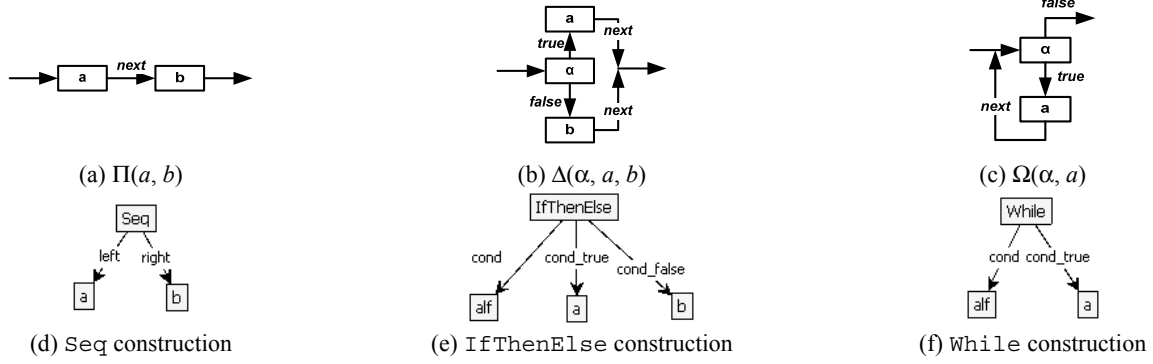 a
next
b
(a) Π(a, b)
a
next
true
α
false
next
b
(b) Δ(α, a, b)
false
α
true
next
a
(c) Ω(α, a)
Seq
left
right
a
b
(d) Seq construction
IfThenElse
cond
cond_true
cond_false
alf
a
b
(e) IfThenElse construction
While
cond
cond_true
alf
a
(f) While construction